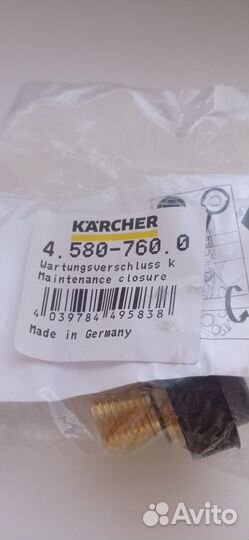 KÄRCHER
4.580-760.0
Wartungsverschluss k
Maintenance closure
4 039784 495838
Made in Germany
C
Avito